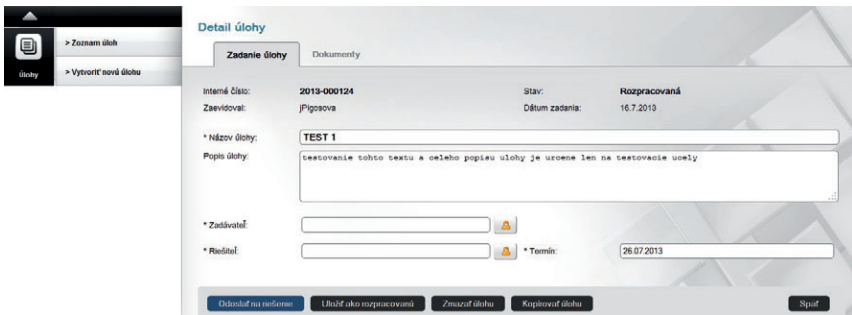 Detail úlohy
> Zoznam úloh
Zadanie úlohy Dokumenty
úlohy > Vytvoriť novú úlohu
Interné číslo: 2013-000124 Stav: Rozpracovaná
Zaevidoval: jPigosova Dátum zadania: 16.7.2013
* Názov úlohy: TEST 1
Popis úlohy: testovanie tohto textu a celeho popisu ulohy je urcene len na testovacie ucely
* Zadávateľ:
* Riešiteľ: * Termín: 26.07.2013
Odoslať na riešenie Uložiť ako rozpracovanú Zmazať úlohu Kopírovať úlohu Späť